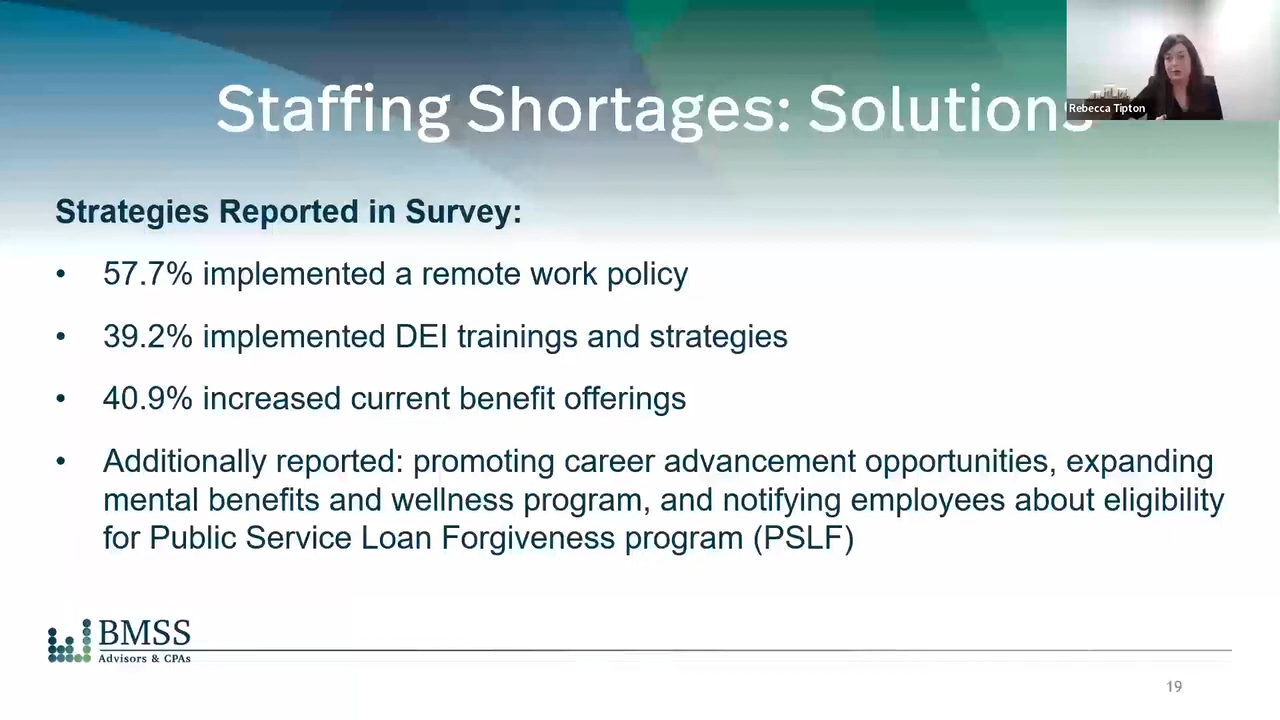 Staffing Shortages: Solutions
Rebecca Tipton
Strategies Reported in Survey:
• 57.7% implemented a remote work policy
• 39.2% implemented DEI trainings and strategies
• 40.9% increased current benefit offerings
• Additionally reported: promoting career advancement opportunities, expanding
mental benefits and wellness program, and notifying employees about eligibility
for Public Service Loan Forgiveness program (PSLF)
BMSS
Advisors & CPAs
19